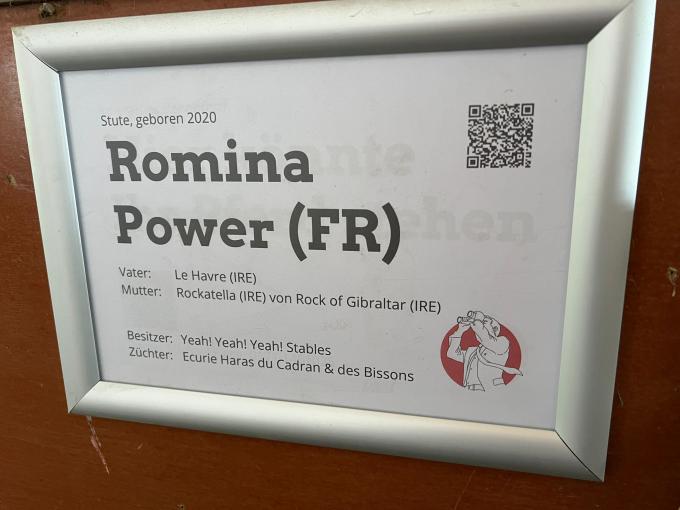 Stute, geboren 2020
Romina
Power (FR)
Vater: Le Havre (IRE)
Mutter: Rockatella (IRE) von Rock of Gibraltar (IRE)
Besitzer: Yeah! Yeah! Yeah! Stables
Züchter: Ecurie Haras du Cadran & des Bissons